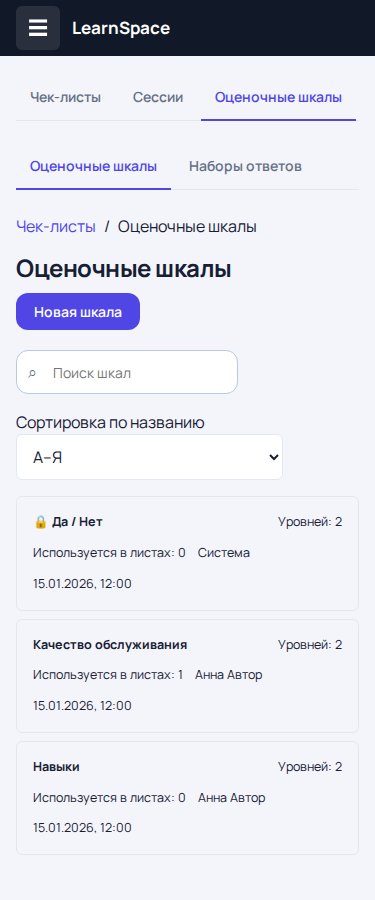 LearnSpace
Чек-листы Сессии Оценочные шкалы
Оценочные шкалы Наборы ответов
Чек-листы / Оценочные шкалы
Оценочные шкалы
Новая шкала
Поиск шкал
Сортировка по названию
А–Я
Да / Нет Уровней: 2
Используется в листах: 0 Система
15.01.2026, 12:00
Качество обслуживания Уровней: 2
Используется в листах: 1 Анна Автор
15.01.2026, 12:00
Навыки Уровней: 2
Используется в листах: 0 Анна Автор
15.01.2026, 12:00